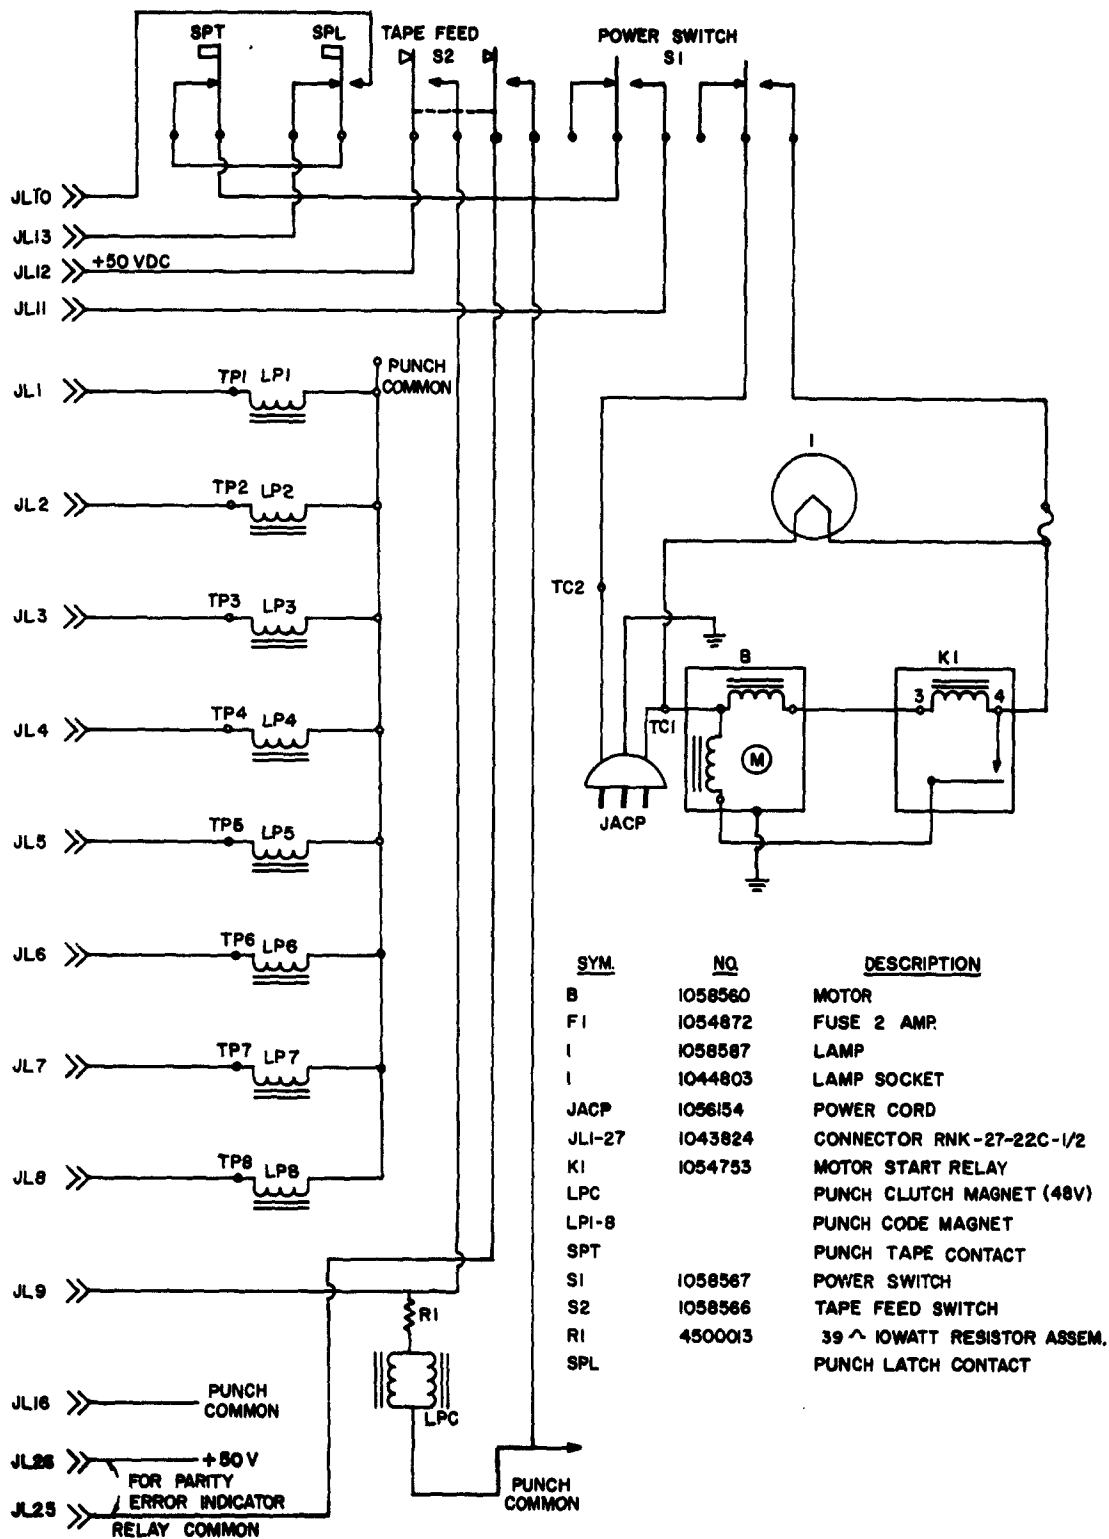 SPT
SPL
TAPE FEED
S2
POWER SWITCH
S1
JL10
JL13
JL12 +50 VDC
JL11
PUNCH
COMMON
JL1 TP1 LP1
JL2 TP2 LP2
JL3 TP3 LP3
JL4 TP4 LP4
JL5 TP5 LP5
JL6 TP6 LP6
JL7 TP7 LP7
JL8 TP8 LP8
JL9
R1
LPC
JL16 PUNCH
COMMON
JL26 +50V
FOR PARITY
ERROR INDICATOR
JL25
RELAY COMMON
PUNCH
COMMON
I
TC2
B
K1
3 4
TC1
M
JACP
SYM. NO. DESCRIPTION
B 1058560 MOTOR
F1 1054872 FUSE 2 AMP.
I 1058587 LAMP
I 1044803 LAMP SOCKET
JACP 1056154 POWER CORD
JL1-27 1043824 CONNECTOR RNK-27-22C-1/2
K1 1054753 MOTOR START RELAY
LPC PUNCH CLUTCH MAGNET (48V)
LP1-8 PUNCH CODE MAGNET
SPT PUNCH TAPE CONTACT
S1 1058567 POWER SWITCH
S2 1058566 TAPE FEED SWITCH
R1 4500013 39 ^ 10WATT RESISTOR ASSEM.
SPL PUNCH LATCH CONTACT